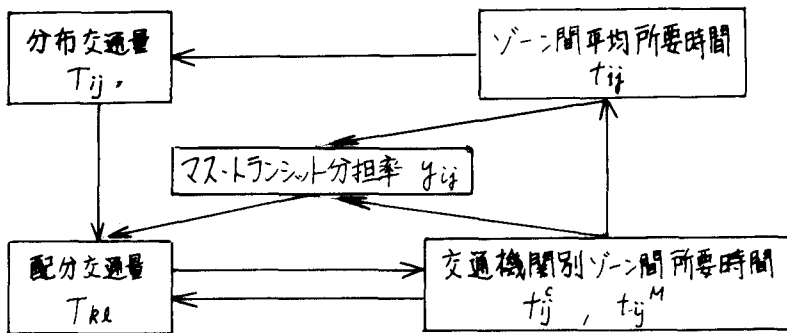 分布交通量
Tij
ゾーン間平均所要時間
tij
マス・トランシット分担率 yij
配分交通量
Tkl
交通機関別ゾーン間所要時間
tij^C , tij^M